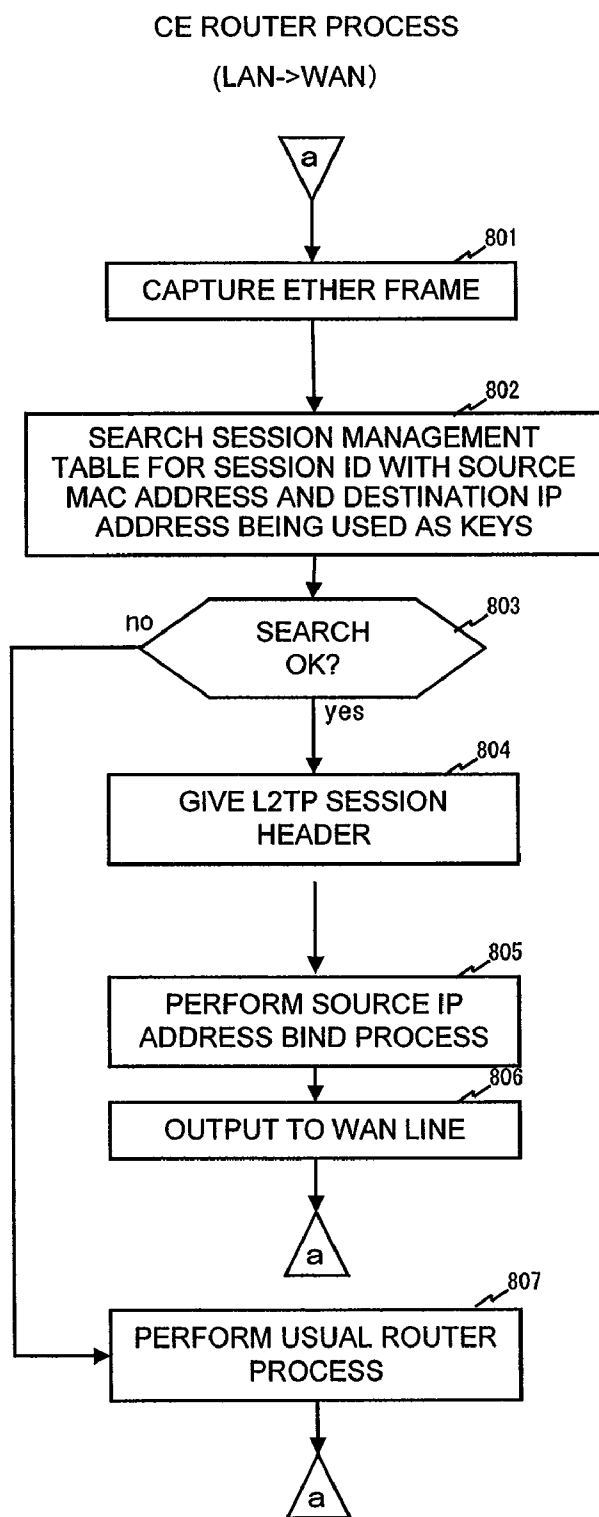 CE ROUTER PROCESS
(LAN->WAN)
a
801
CAPTURE ETHER FRAME
802
SEARCH SESSION MANAGEMENT
TABLE FOR SESSION ID WITH SOURCE
MAC ADDRESS AND DESTINATION IP
ADDRESS BEING USED AS KEYS
803
no
SEARCH
OK?
yes
804
GIVE L2TP SESSION
HEADER
805
PERFORM SOURCE IP
ADDRESS BIND PROCESS
806
OUTPUT TO WAN LINE
a
807
PERFORM USUAL ROUTER
PROCESS
a